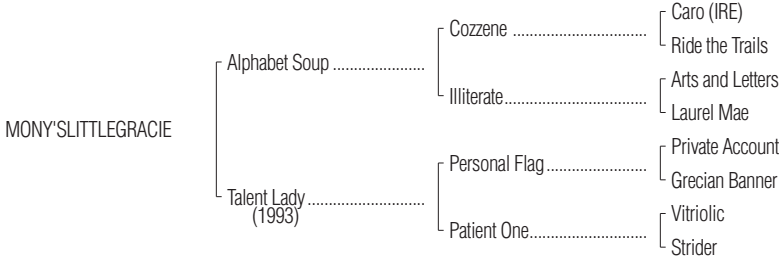 Caro (IRE)
Cozzene ..............................
Ride the Trails
Alphabet Soup ......................
Arts and Letters
Illiterate................................
Laurel Mae
MONY'SLITTLEGRACIE
Private Account
Personal Flag ......................
Grecian Banner
Talent Lady ...........................
(1993)
Vitriolic
Patient One..........................
Strider